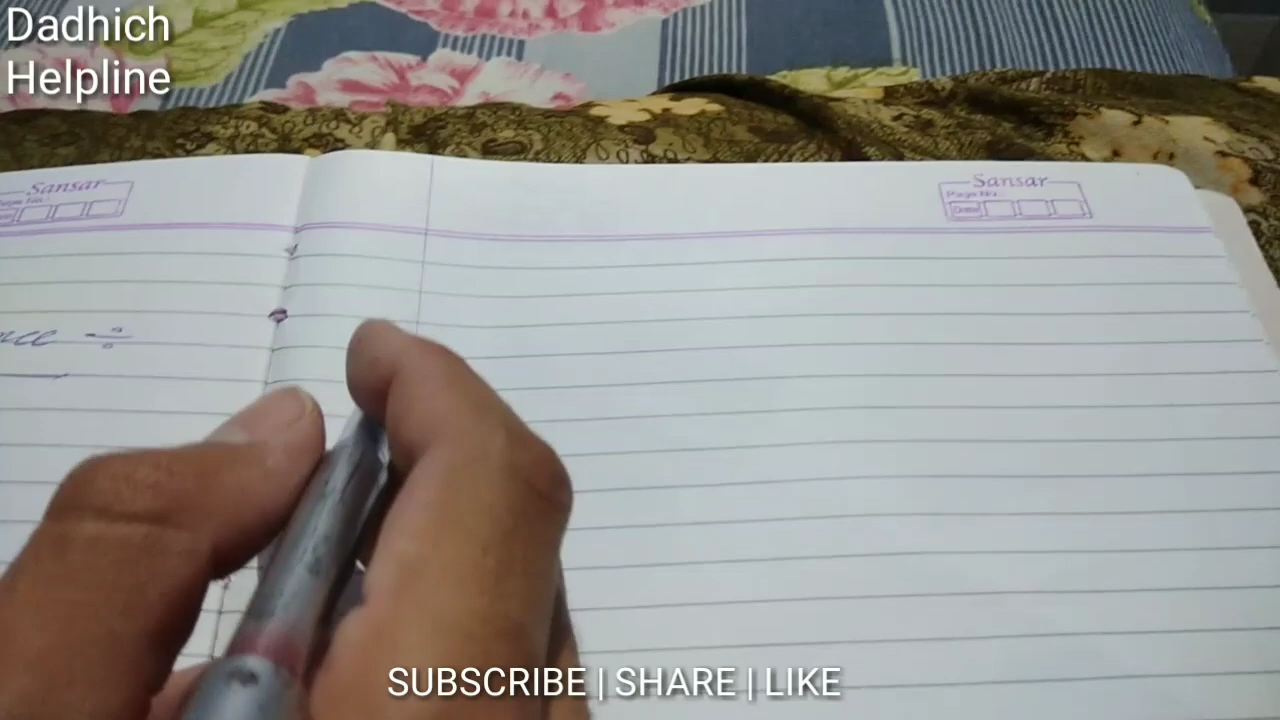 Dadhich
Helpline
Sansar
Page No.
Sansar
Page No.
Date
SUBSCRIBE | SHARE | LIKE